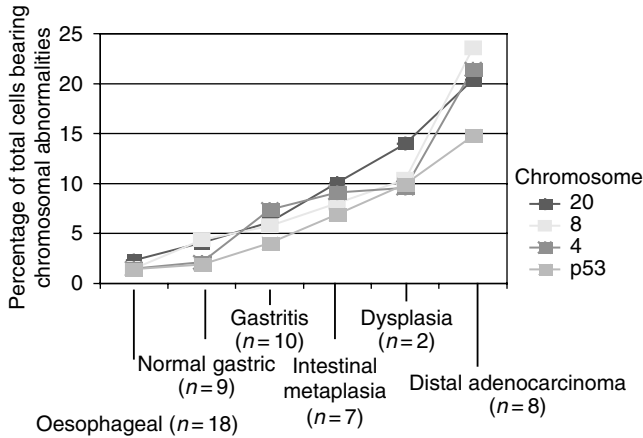 Percentage of total cells bearing
chromosomal abnormalities
25
20
15
10
5
0
Chromosome
20
8
4
p53
Gastritis
(n=10)
Dysplasia
(n=2)
Normal gastric
(n=9)
Intestinal
metaplasia
(n=7)
Distal adenocarcinoma
(n=8)
Oesophageal (n=18)